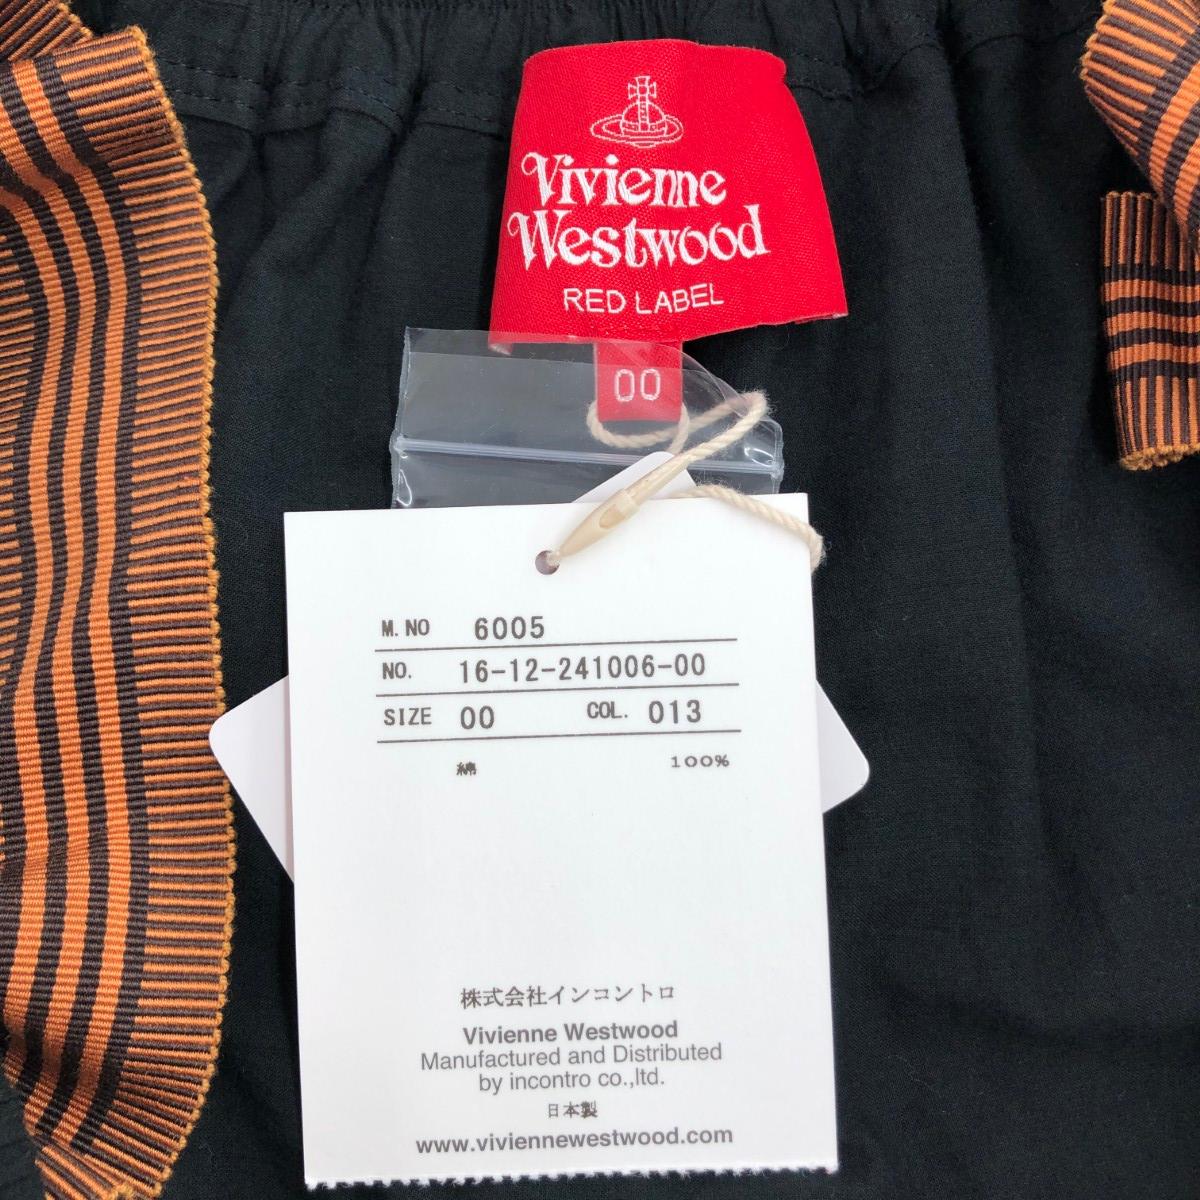 Vivienne
Westwood
RED LABEL
00
M. NO 6005
NO. 16-12-241006-00
SIZE 00 COL. 013
綿 100%
株式会社インコントロ
Vivienne Westwood
Manufactured and Distributed
by incontro co.,ltd.
日本製
www.viviennewestwood.com